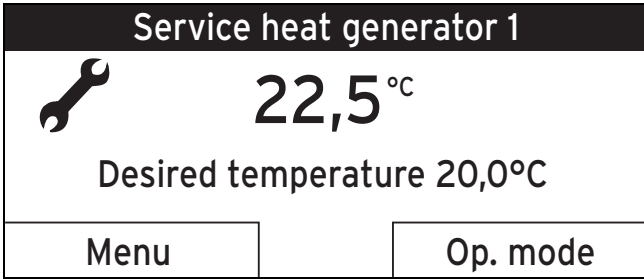 Service heat generator 1
22,5°C
Desired temperature 20,0°C
Menu Op. mode